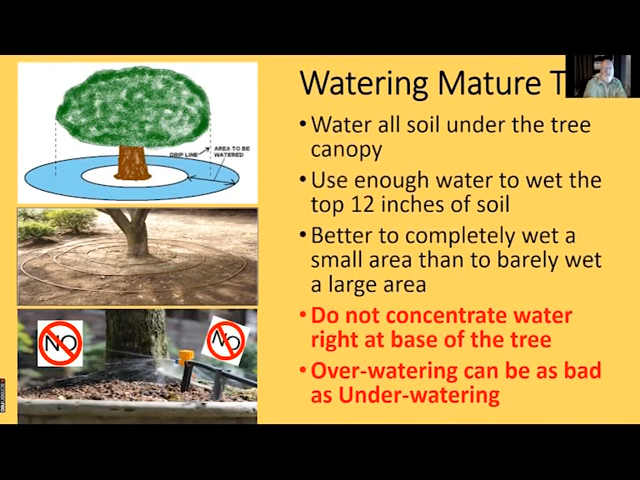 Watering Mature T
• Water all soil under the tree
canopy
• Use enough water to wet the
top 12 inches of soil
• Better to completely wet a
small area than to barely wet
a large area
• Do not concentrate water
right at base of the tree
• Over-watering can be as bad
as Under-watering
DRIP LINE
AREA TO BE
WATERED
NO
NO